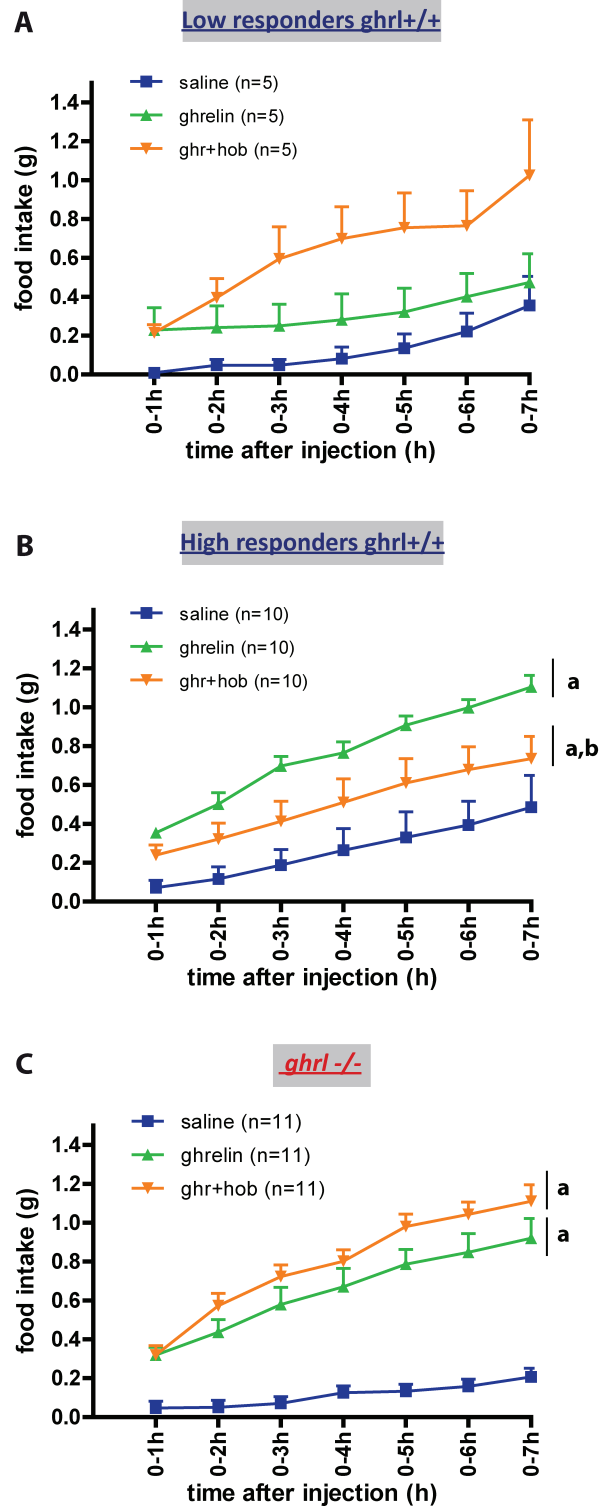 A
Low responders ghrl+/+
saline (n=5)
ghrelin (n=5)
ghr+hob (n=5)
food intake (g)
1.4
1.2
1.0
0.8
0.6
0.4
0.2
0.0
0-1h
0-2h
0-3h
0-4h
0-5h
0-6h
0-7h
time after injection (h)
B
High responders ghrl+/+
saline (n=10)
ghrelin (n=10)
ghr+hob (n=10)
food intake (g)
1.4
1.2
1.0
0.8
0.6
0.4
0.2
0.0
a
a,b
0-1h
0-2h
0-3h
0-4h
0-5h
0-6h
0-7h
time after injection (h)
C
ghrl -/-
saline (n=11)
ghrelin (n=11)
ghr+hob (n=11)
food intake (g)
1.4
1.2
1.0
0.8
0.6
0.4
0.2
0.0
a
a
0-1h
0-2h
0-3h
0-4h
0-5h
0-6h
0-7h
time after injection (h)